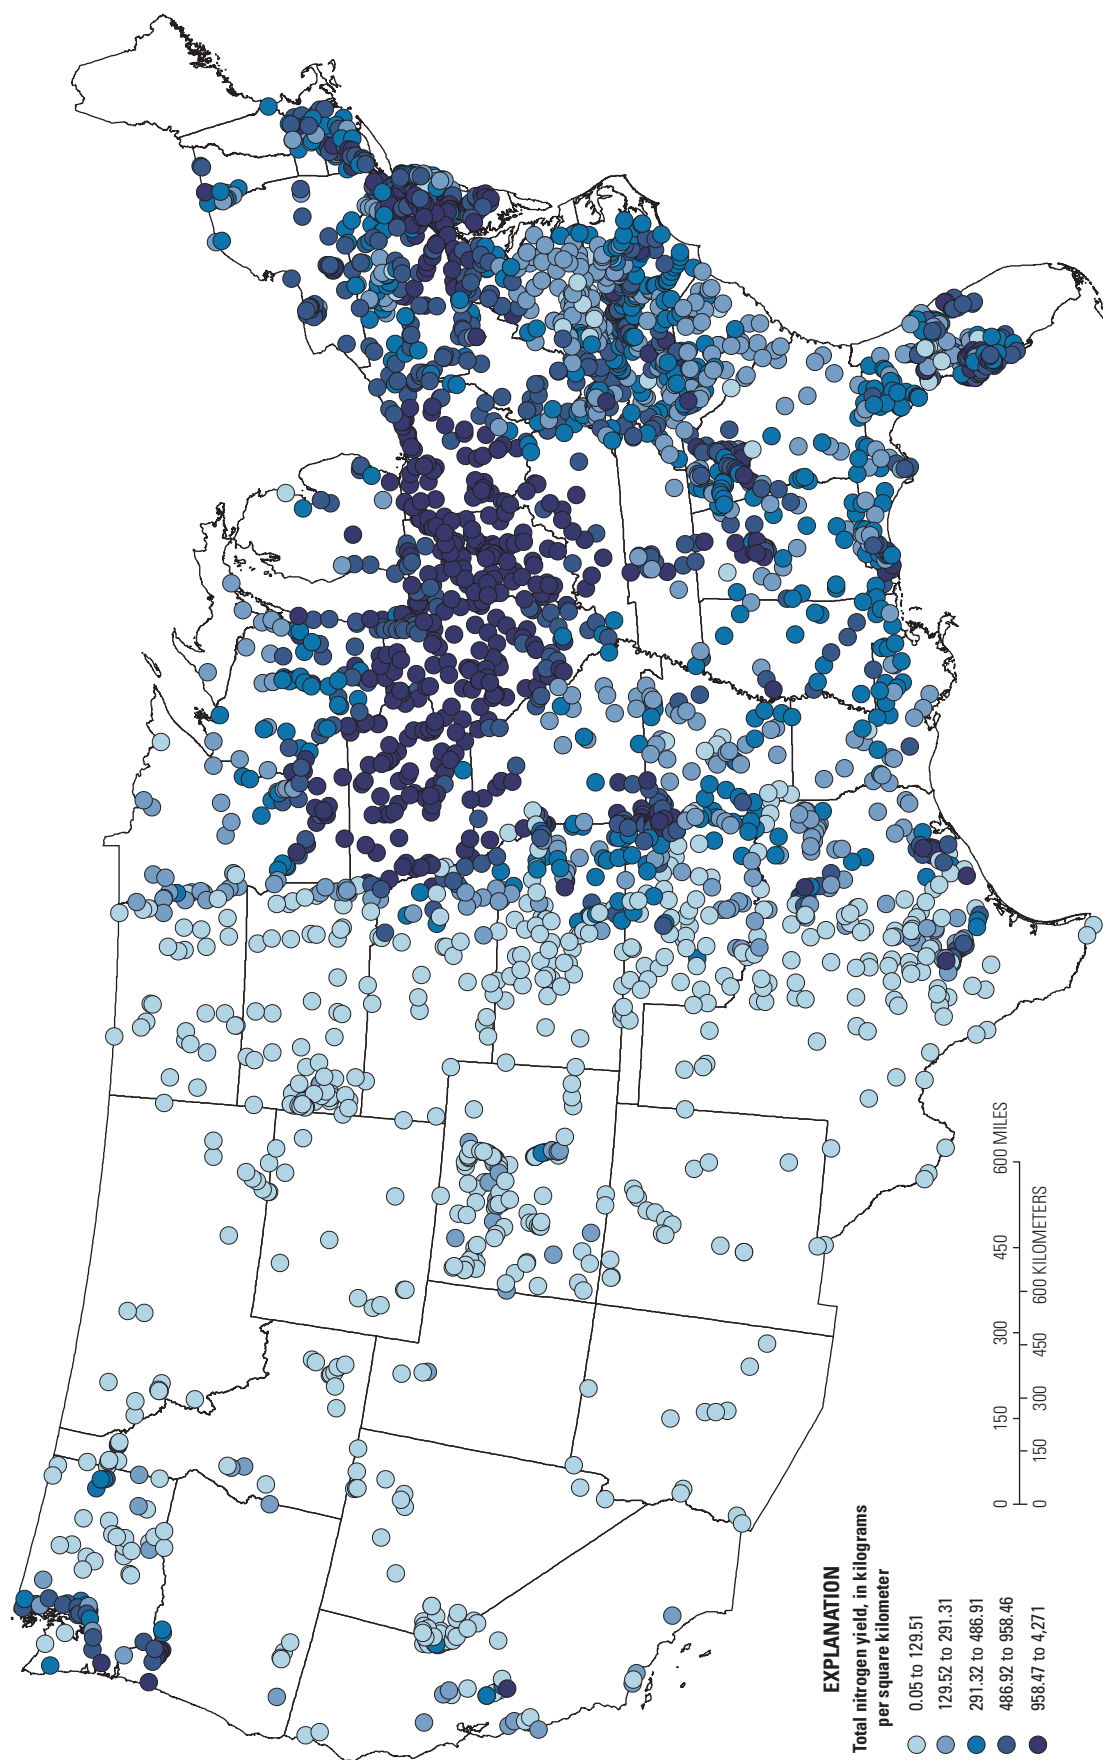 EXPLANATION
Total nitrogen yield, in kilograms
per square kilometer
0.05 to 129.51
129.52 to 291.31
291.32 to 486.91
486.92 to 958.46
958.47 to 4,271
0 150 300 450 600 MILES
0 150 300 450 600 KILOMETERS